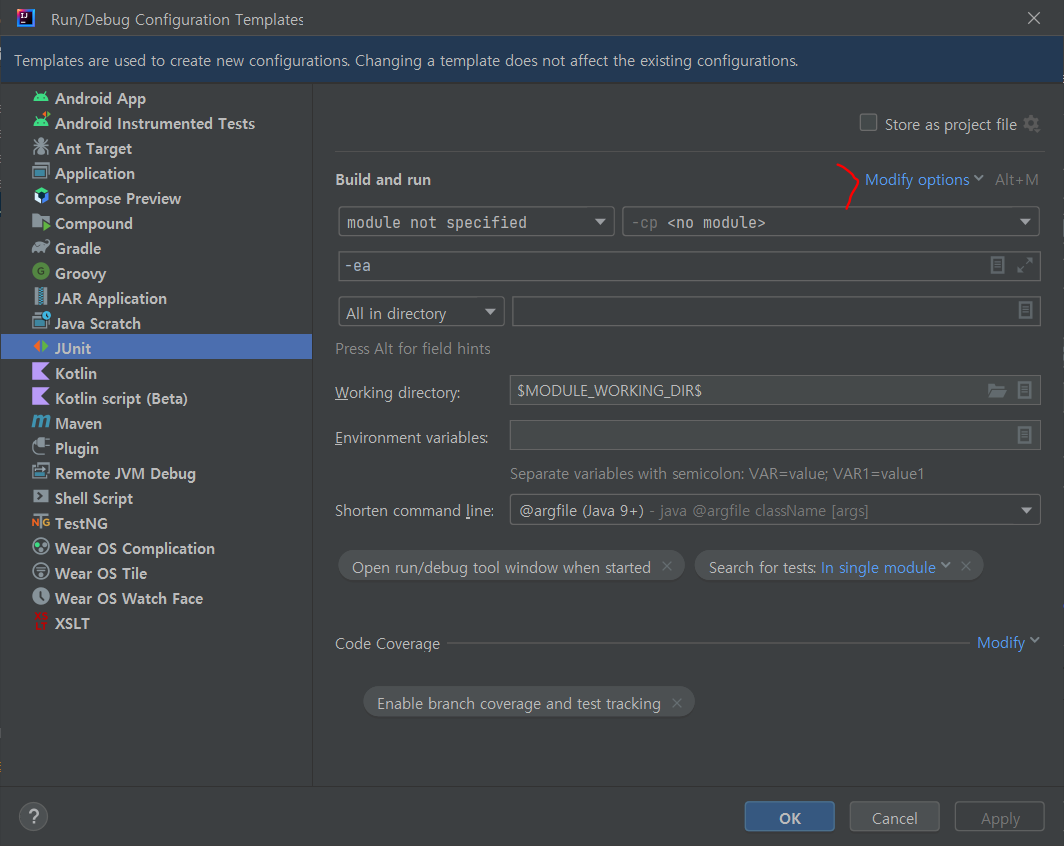 Run/Debug Configuration Templates
Templates are used to create new configurations. Changing a template does not affect the existing configurations.
Android App
Android Instrumented Tests
Ant Target
Application
Compose Preview
Compound
Gradle
Groovy
JAR Application
Java Scratch
JUnit
Kotlin
Kotlin script (Beta)
Maven
Plugin
Remote JVM Debug
Shell Script
TestNG
Wear OS Complication
Wear OS Tile
Wear OS Watch Face
XSLT
Store as project file
Build and run Modify options Alt+M
module not specified -cp <no module>
-ea
All in directory
Press Alt for field hints
Working directory: $MODULE_WORKING_DIR$
Environment variables:
Separate variables with semicolon: VAR=value; VAR1=value1
Shorten command line: @argfile (Java 9+) - java @argfile className [args]
Open run/debug tool window when started × Search for tests: In single module ×
Code Coverage Modify
Enable branch coverage and test tracking ×
? OK Cancel Apply